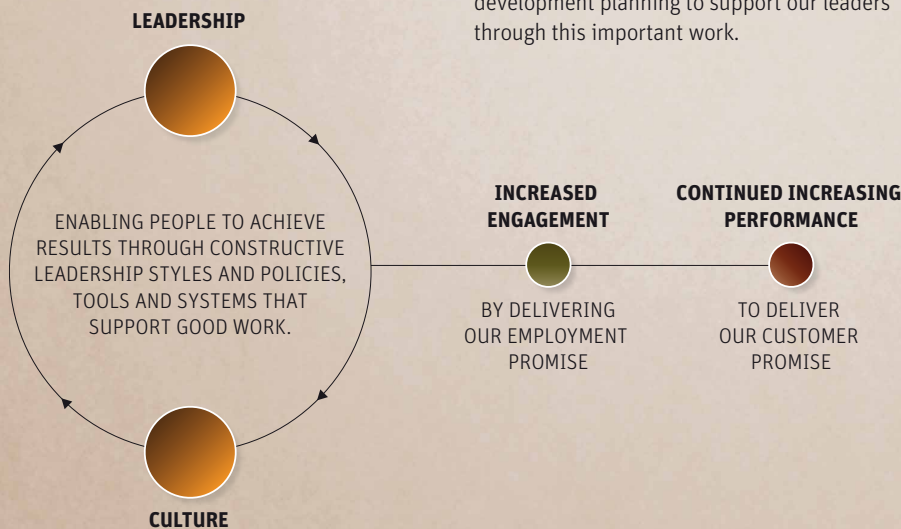 development planning to support our leaders
through this important work.
LEADERSHIP
ENABLING PEOPLE TO ACHIEVE
RESULTS THROUGH CONSTRUCTIVE
LEADERSHIP STYLES AND POLICIES,
TOOLS AND SYSTEMS THAT
SUPPORT GOOD WORK.
CULTURE
INCREASED
ENGAGEMENT
BY DELIVERING
OUR EMPLOYMENT
PROMISE
CONTINUED INCREASING
PERFORMANCE
TO DELIVER
OUR CUSTOMER
PROMISE